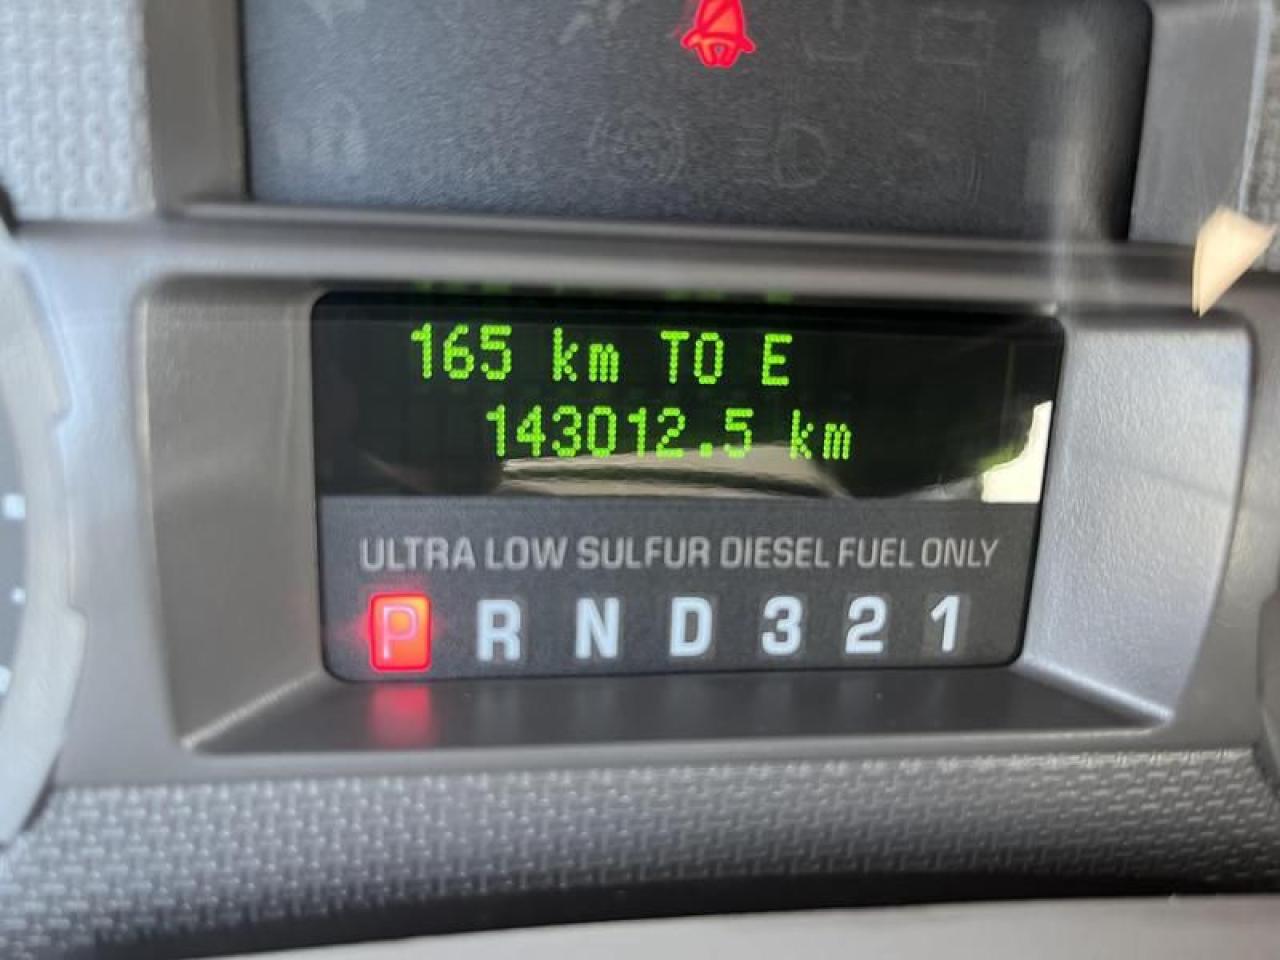 165 km TO E
143012.5 km
ULTRA LOW SULFUR DIESEL FUEL ONLY
P R N D 3 2 1